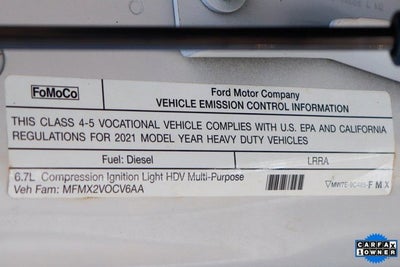 FoMoCo
Ford Motor Company
VEHICLE EMISSION CONTROL INFORMATION
THIS CLASS 4-5 VOCATIONAL VEHICLE COMPLIES WITH U.S. EPA AND CALIFORNIA
REGULATIONS FOR 2021 MODEL YEAR HEAVY DUTY VEHICLES
Fuel: Diesel LRRA
6.7L Compression Ignition Light HDV Multi-Purpose
Veh Fam: MFMX2VOCV6AA
FMX
CARFAX
1 OWNER